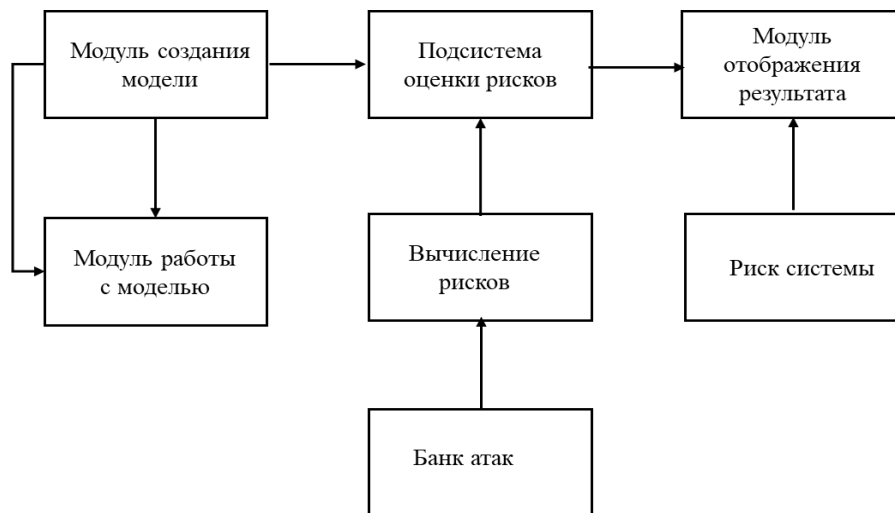 Модуль создания
модели
Подсистема
оценки рисков
Модуль
отображения
результата
Модуль работы
с моделью
Вычисление
рисков
Риск системы
Банк атак